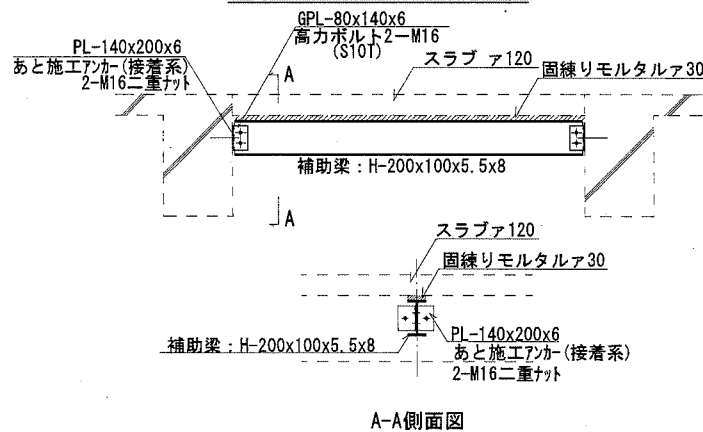 GPL-80x140x6
高力ボルト2-M16
(S10T)
PL-140x200x6
あと施工アンカー(接着系)
2-M16二重ナット
A
スラブァ120
固練りモルタルァ30
補助梁:H-200x100x5.5x8
A
スラブァ120
固練りモルタルァ30
補助梁:H-200x100x5.5x8
PL-140x200x6
あと施工アンカー(接着系)
2-M16二重ナット
A-A側面図